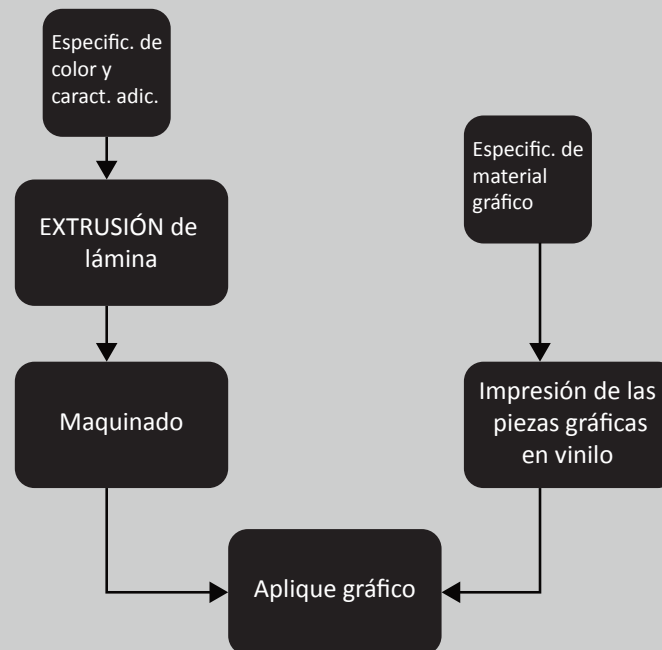 Especific. de
color y
caract. adic.
EXTRUSIÓN de
lámina
Maquinado
Especific. de
material
gráfico
Impresión de las
piezas gráficas
en vinilo
Aplique gráfico